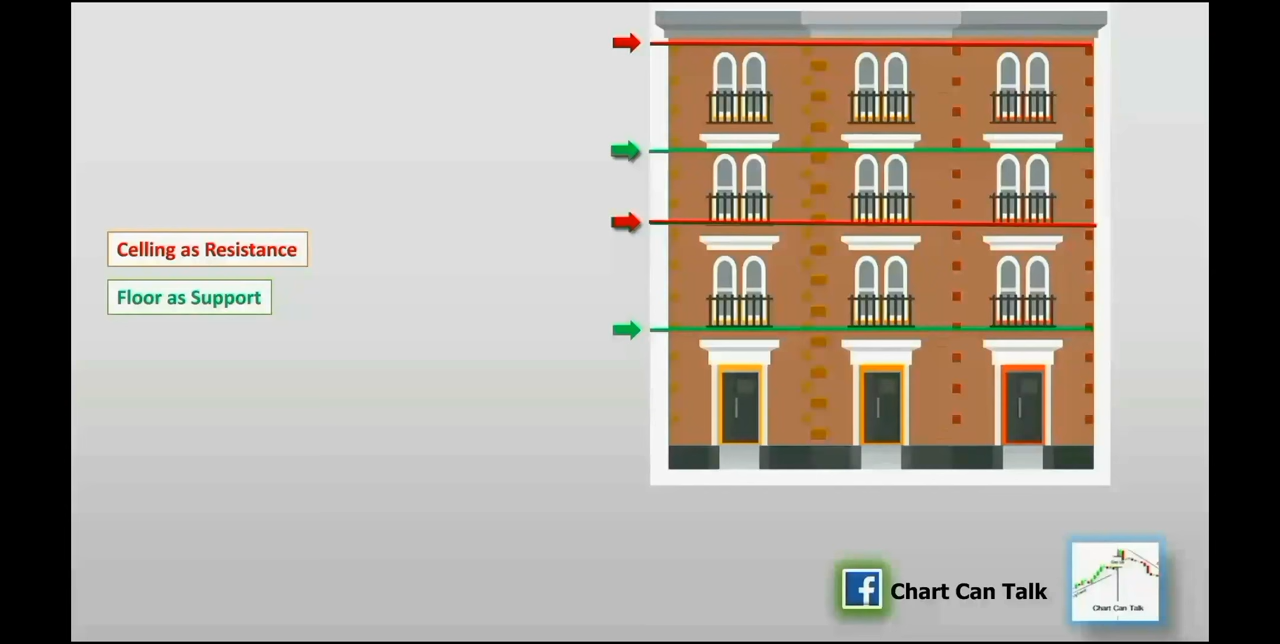 Celling as Resistance
Floor as Support
Chart Can Talk
Chart Can Talk